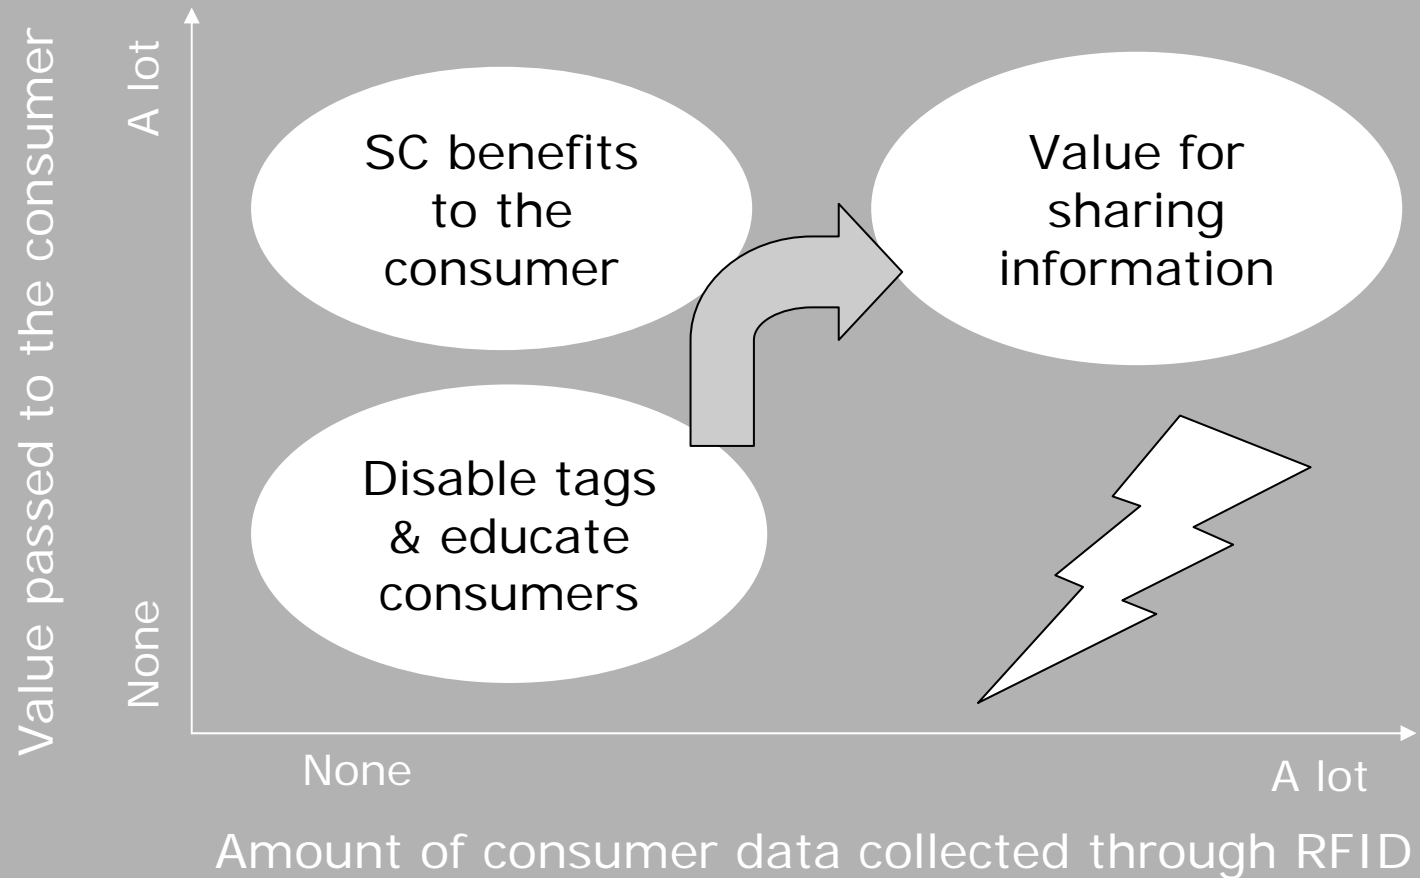 Value passed to the consumer
A lot
None
SC benefits
to the
consumer
Value for
sharing
information
Disable tags
& educate
consumers
None
A lot
Amount of consumer data collected through RFID